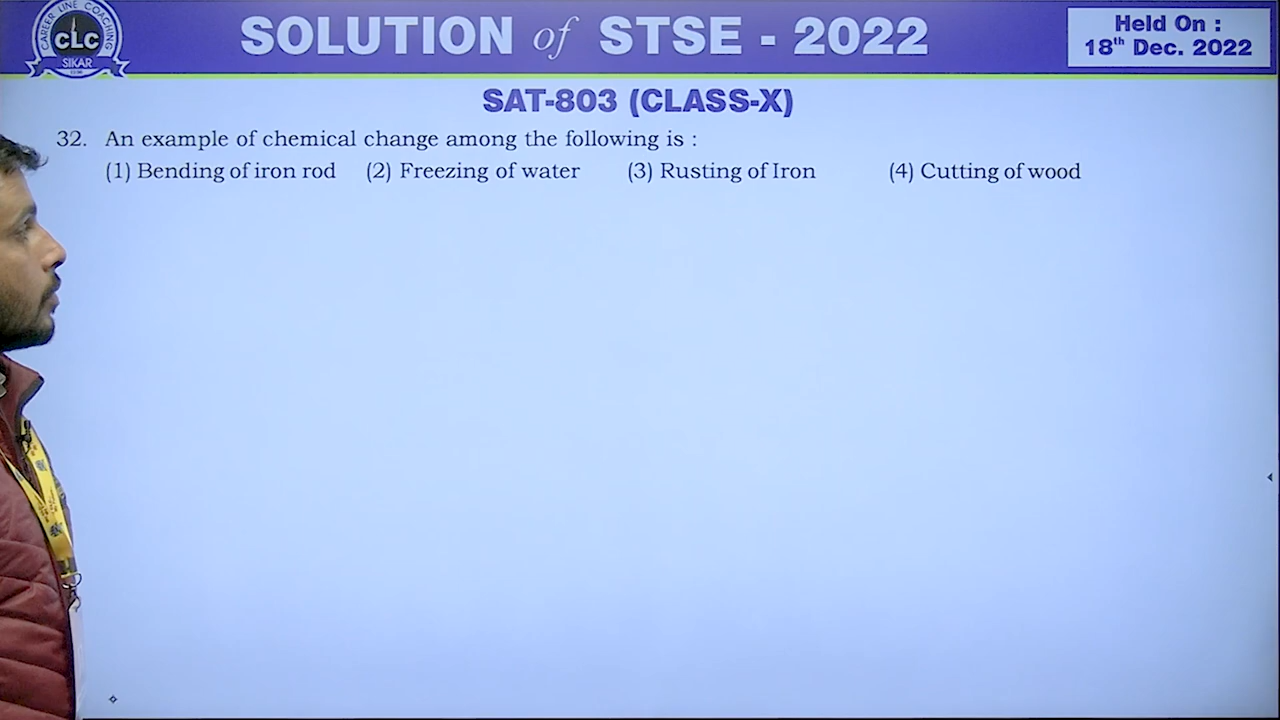 CAREER LINE COACHING
CLC
SIKAR
SOLUTION of STSE - 2022
Held On :
18th Dec. 2022
SAT-803 (CLASS-X)
32. An example of chemical change among the following is :
(1) Bending of iron rod (2) Freezing of water (3) Rusting of Iron (4) Cutting of wood